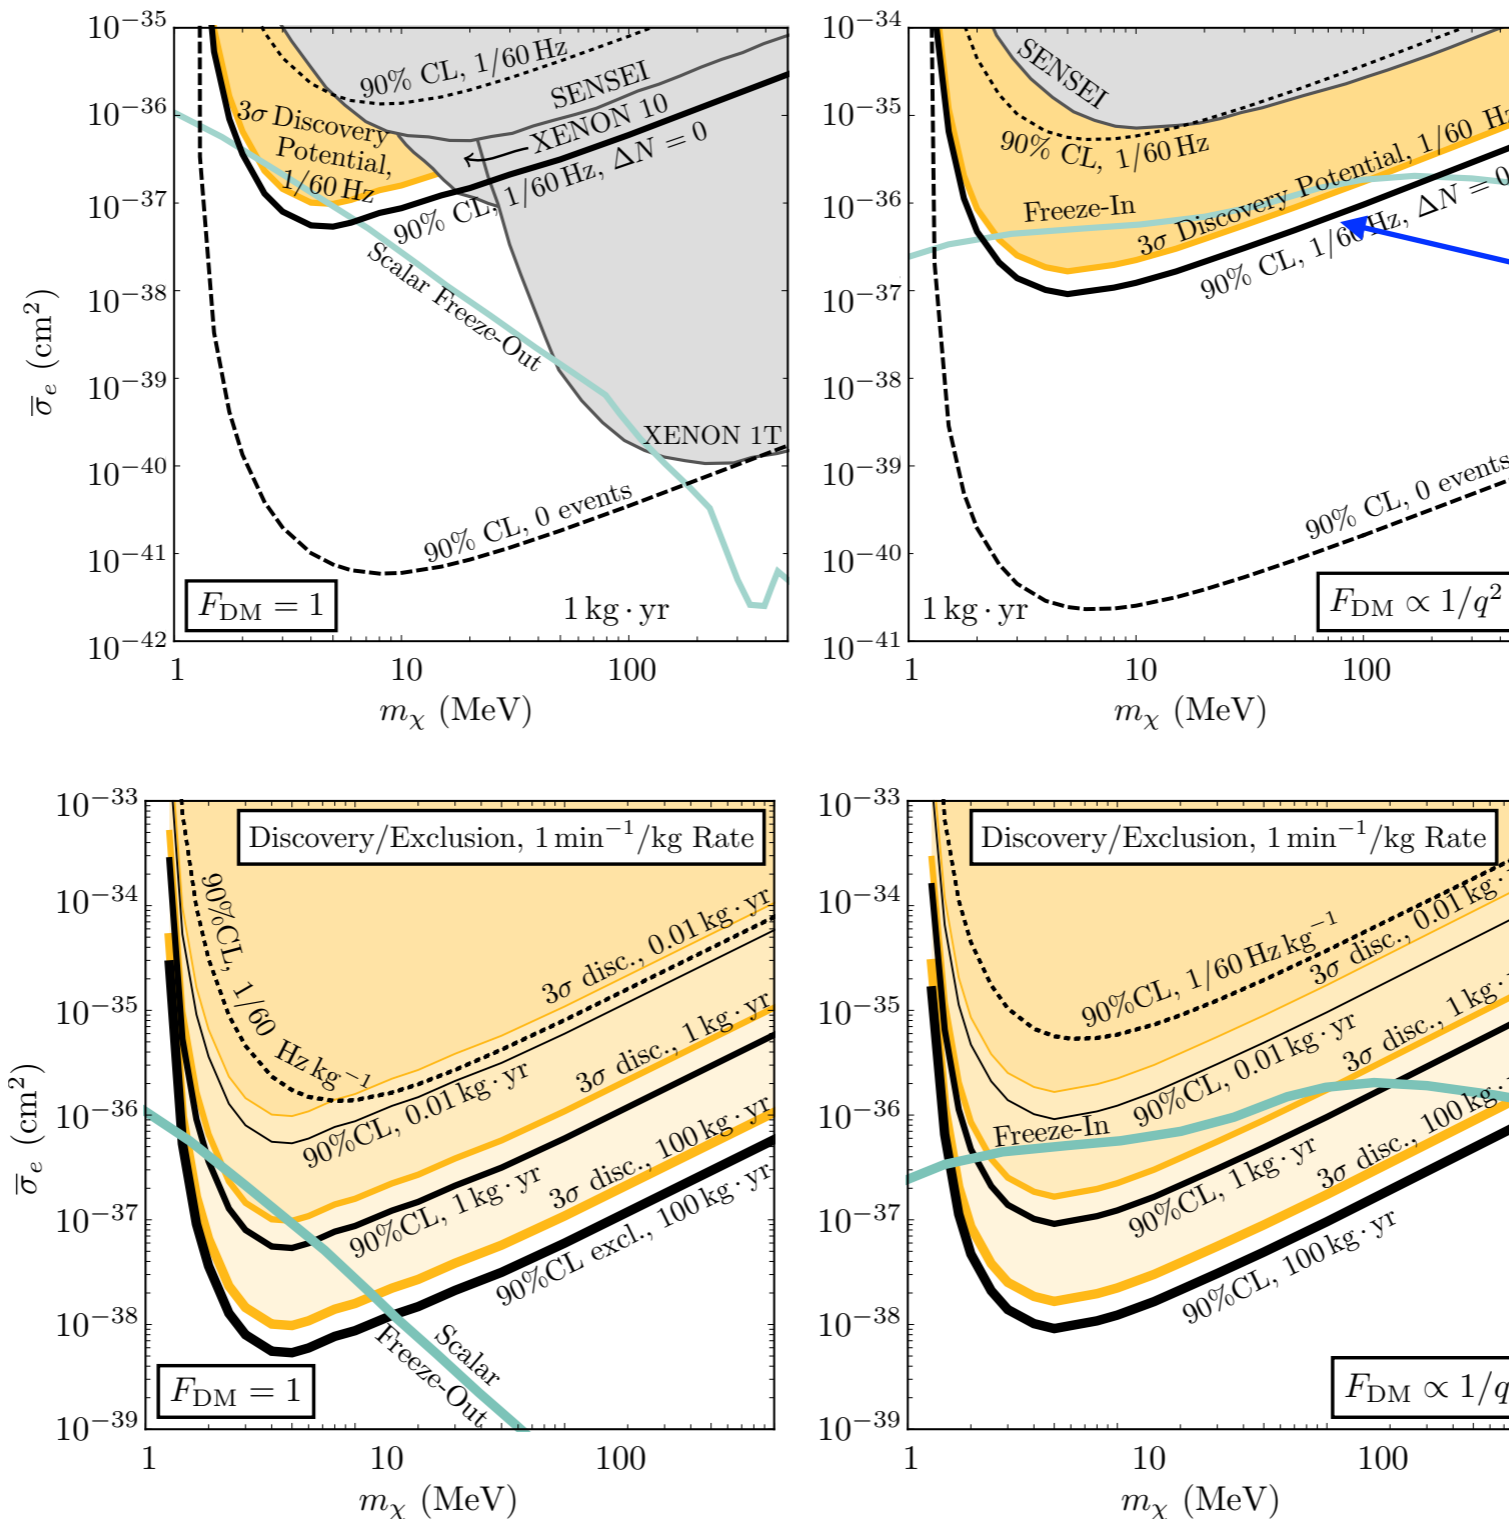 10−35
10−36
10−37
10−38
10−39
10−40
10−41
10−42
σ̅e (cm2)
90% CL, 1/60 Hz
SENSEI
XENON 10
3σ Discovery
Potential,
1/60 Hz
90% CL, 1/60 Hz, ΔN = 0
Scalar Freeze-Out
XENON 1T
90% CL, 0 events
FDM = 1
1 kg · yr
1
10
100
mχ (MeV)
10−34
10−35
10−36
10−37
10−38
10−39
10−40
10−41
SENSEI
90% CL, 1/60 Hz
Freeze-In
3σ Discovery Potential, 1/60 Hz
90% CL, 1/60 Hz, ΔN = 0
90% CL, 0 events
1 kg · yr
FDM ∝ 1/q2
1
10
100
mχ (MeV)
10−33
10−34
10−35
10−36
10−37
10−38
10−39
σ̅e (cm2)
Discovery/Exclusion, 1 min−1/kg Rate
90%CL, 1/60 Hz kg−1
3σ disc., 0.01 kg · yr
90%CL, 0.01 kg · yr
3σ disc., 1 kg · yr
90%CL, 1 kg · yr
3σ disc., 100 kg · yr
90%CL excl., 100 kg · yr
Scalar
Freeze-Out
FDM = 1
1
10
100
mχ (MeV)
10−33
10−34
10−35
10−36
10−37
10−38
10−39
Discovery/Exclusion, 1 min−1/kg Rate
90%CL, 1/60 Hz kg−1
3σ disc., 0.01 kg ·
90%CL, 0.01 kg · yr
3σ disc., 1 kg ·
Freeze-In
90%CL, 1 kg · yr
3σ disc., 100 kg ·
90%CL, 100 kg · yr
FDM ∝ 1/q
1
10
100
mχ (MeV)